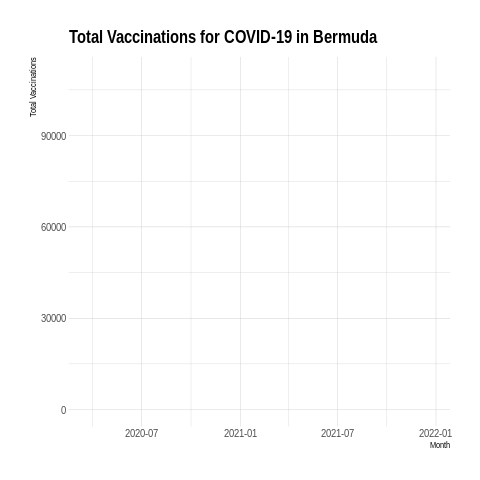 Total Vaccinations for COVID-19 in Bermuda
Total Vaccinations
90000
60000
30000
0
2020-07 2021-01 2021-07 2022-01
Month